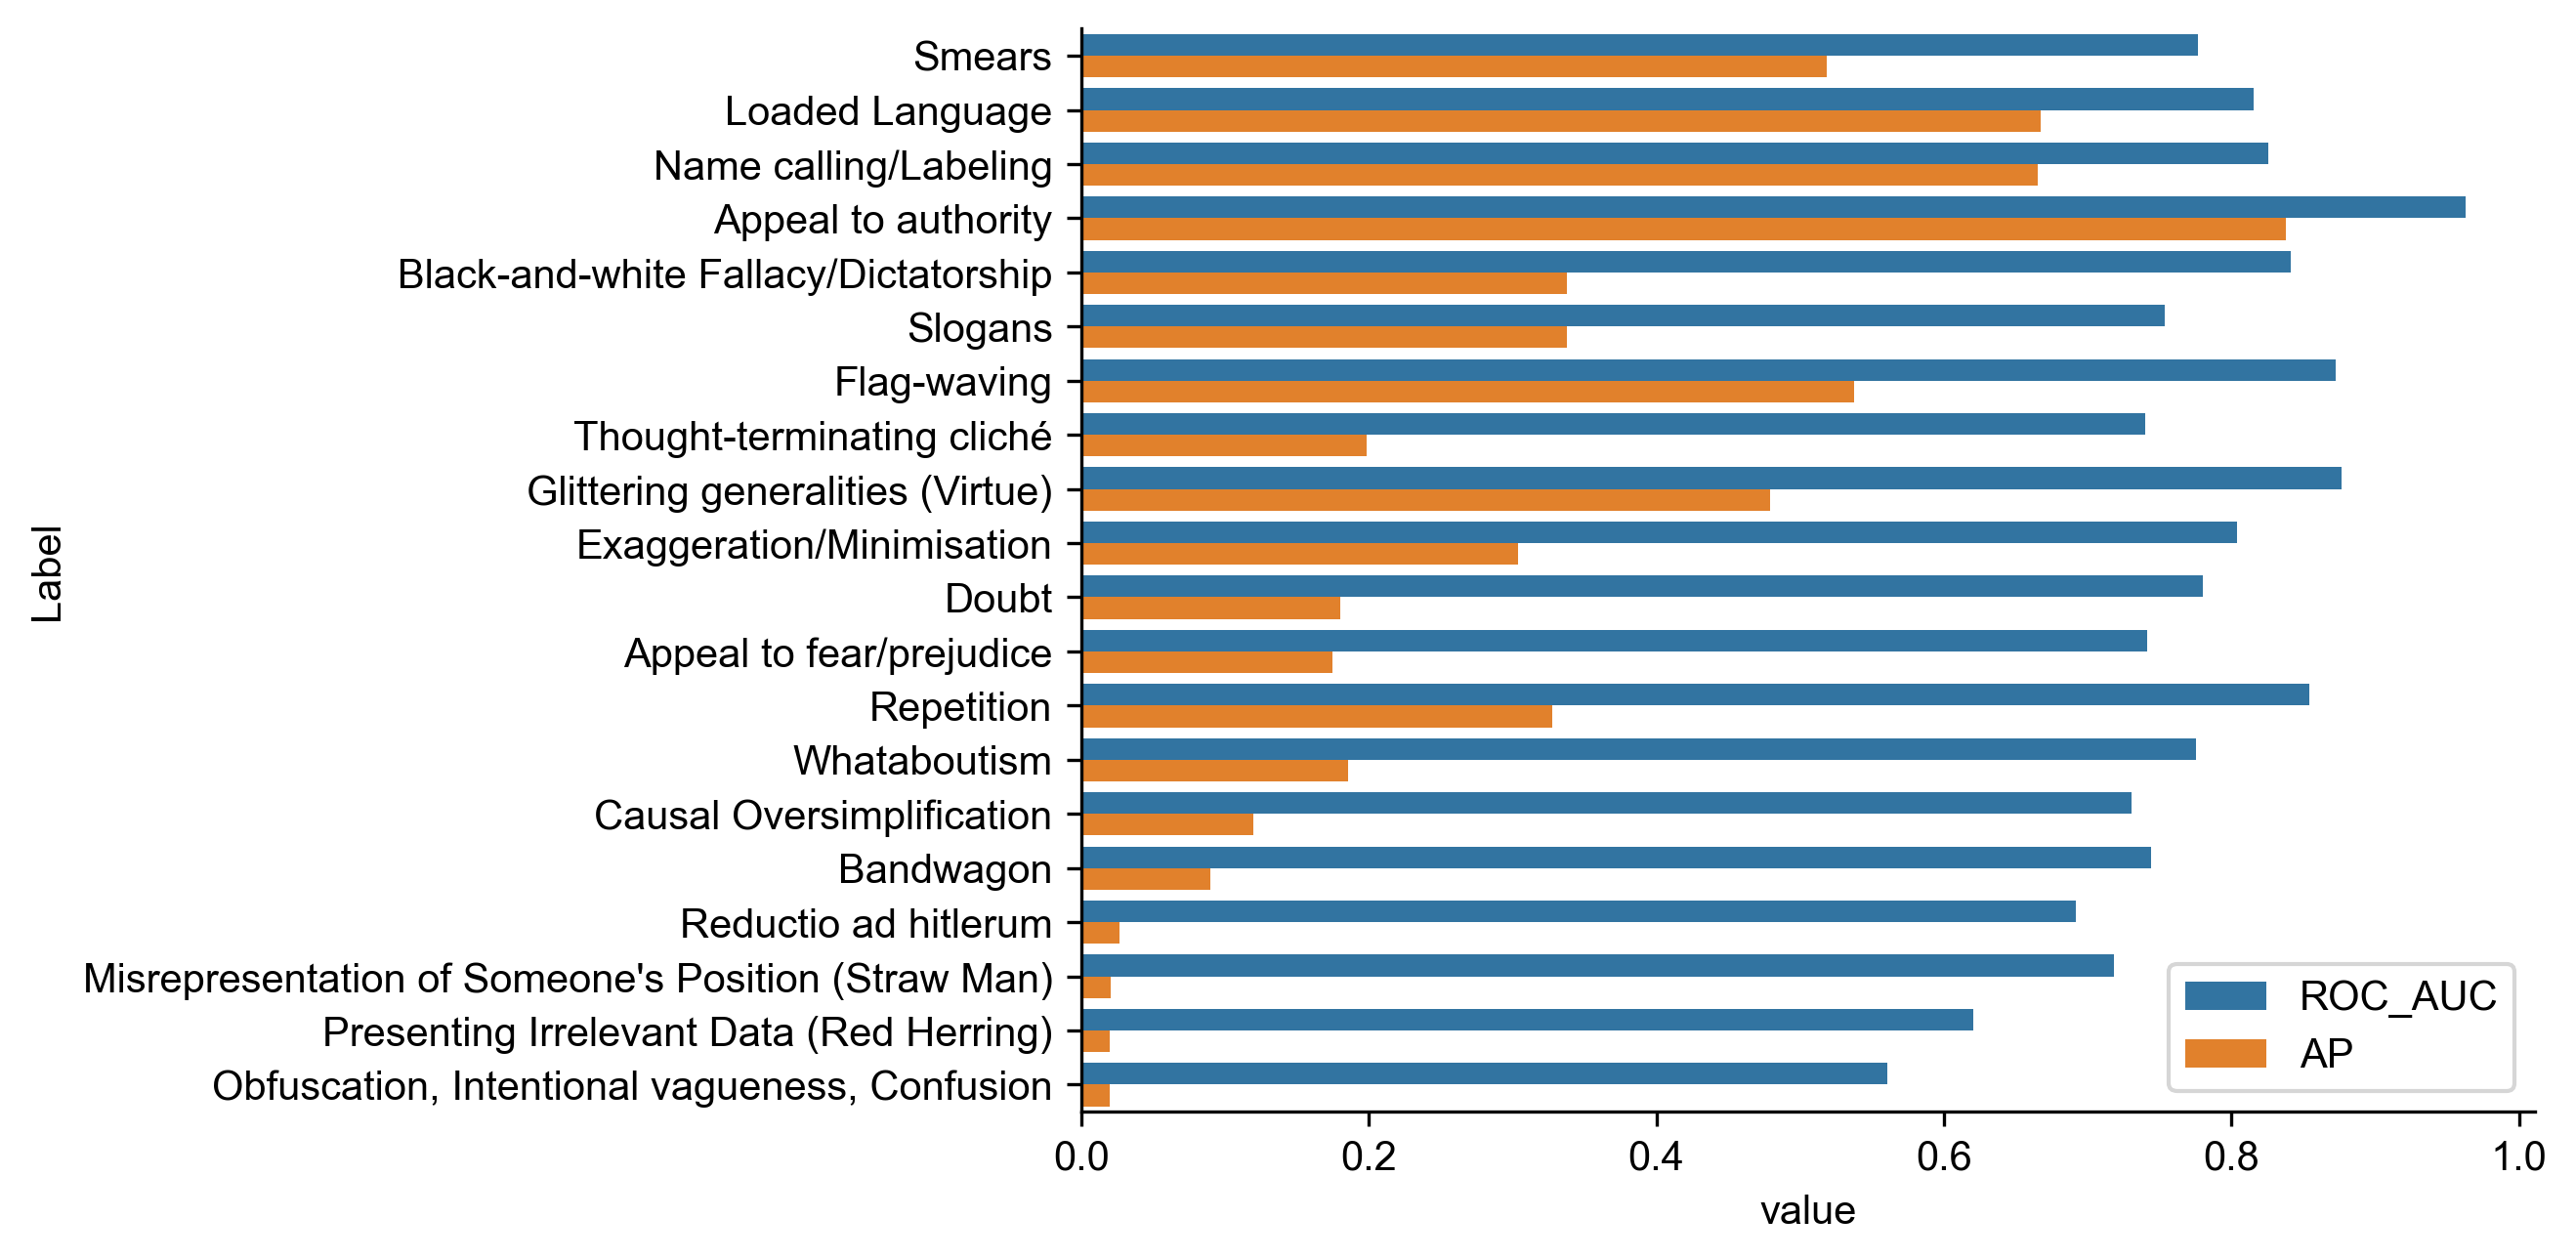 Smears
Loaded Language
Name calling/Labeling
Appeal to authority
Black-and-white Fallacy/Dictatorship
Slogans
Flag-waving
Thought-terminating cliché
Glittering generalities (Virtue)
Exaggeration/Minimisation
Doubt
Appeal to fear/prejudice
Repetition
Whataboutism
Causal Oversimplification
Bandwagon
Reductio ad hitlerum
Misrepresentation of Someone's Position (Straw Man)
Presenting Irrelevant Data (Red Herring)
Obfuscation, Intentional vagueness, Confusion
Label
ROC_AUC
AP
0.0 0.2 0.4 0.6 0.8 1.0
value